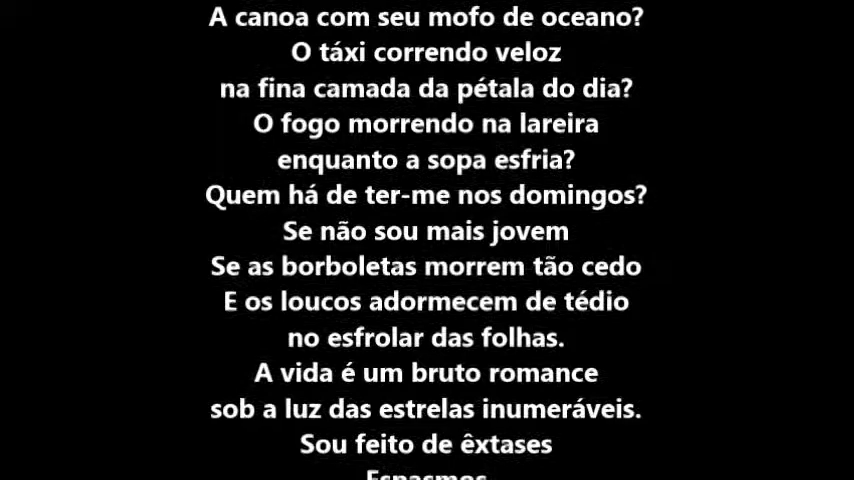 A canoa com seu mofo de oceano?
O táxi correndo veloz
na fina camada da pétala do dia?
O fogo morrendo na lareira
enquanto a sopa esfria?
Quem há de ter-me nos domingos?
Se não sou mais jovem
Se as borboletas morrem tão cedo
E os loucos adormecem de tédio
no esfrolar das folhas.
A vida é um bruto romance
sob a luz das estrelas inumeráveis.
Sou feito de êxtases
Espasmos